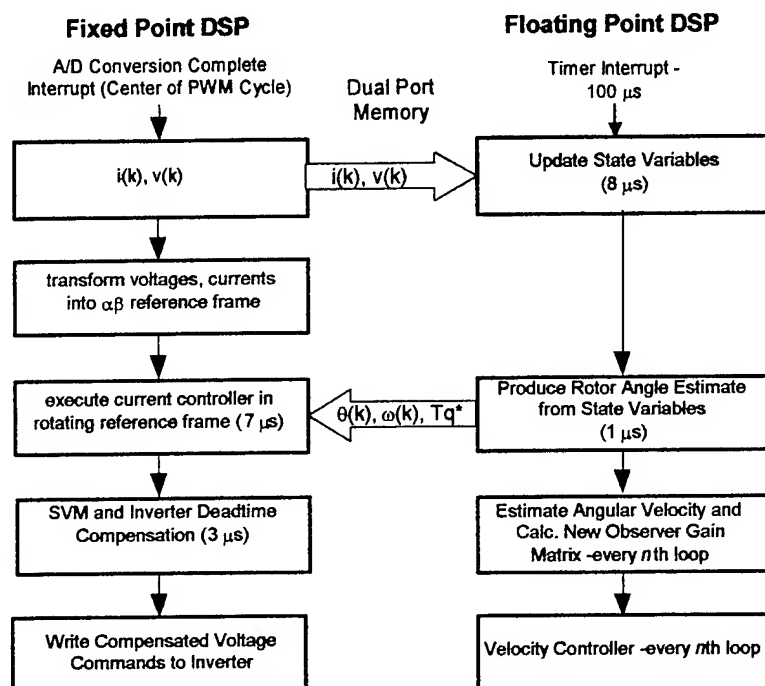 Fixed Point DSP
A/D Conversion Complete
Interrupt (Center of PWM Cycle)
i(k), v(k)
transform voltages, currents
into αβ reference frame
execute current controller in
rotating reference frame (7 μs)
SVM and Inverter Deadtime
Compensation (3 μs)
Write Compensated Voltage
Commands to Inverter
Dual Port
Memory
i(k), v(k)
θ(k), ω(k), Tq*
Floating Point DSP
Timer Interrupt -
100 μs
Update State Variables
(8 μs)
Produce Rotor Angle Estimate
from State Variables
(1 μs)
Estimate Angular Velocity and
Calc. New Observer Gain
Matrix -every nth loop
Velocity Controller -every nth loop